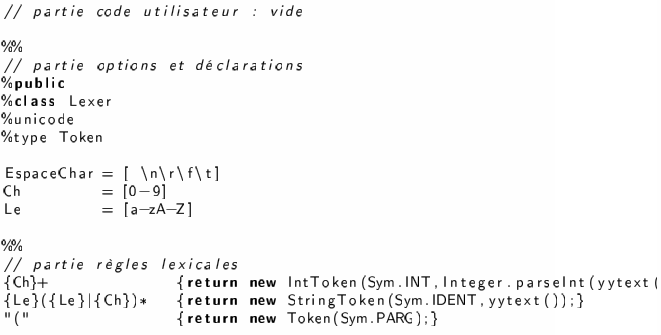 // partie code utilisateur : vide
%%
// partie options et déclarations
%public
%class Lexer
%unicode
%type Token
EspaceChar = [ \n\r\f\t]
Ch = [0-9]
Le = [a-zA-Z]
%%
// partie règles lexicales
{Ch}+ {return new IntToken(Sym.INT, Integer.parseInt(yytext(
{Le}({Le}|{Ch})* {return new StringToken(Sym.IDENT, yytext());}
"(" {return new Token(Sym.PARG);}